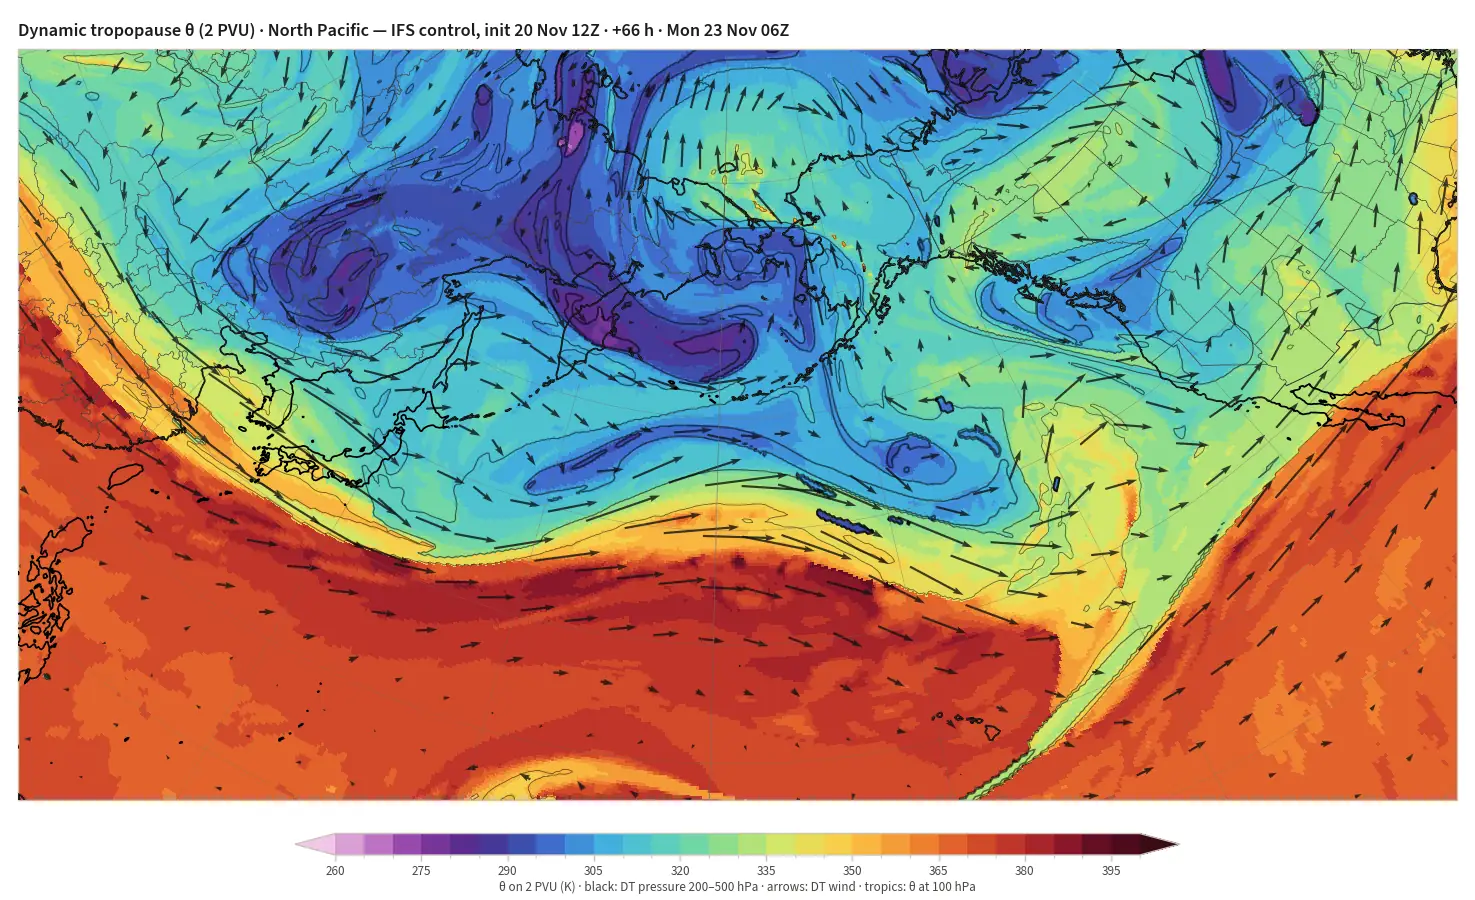 Dynamic tropopause θ (2 PVU) · North Pacific — IFS control, init 20 Nov 12Z · +66 h · Mon 23 Nov 06Z
260 275 290 305 320 335 350 365 380 395
θ on 2 PVU (K) · black: DT pressure 200–500 hPa · arrows: DT wind · tropics: θ at 100 hPa